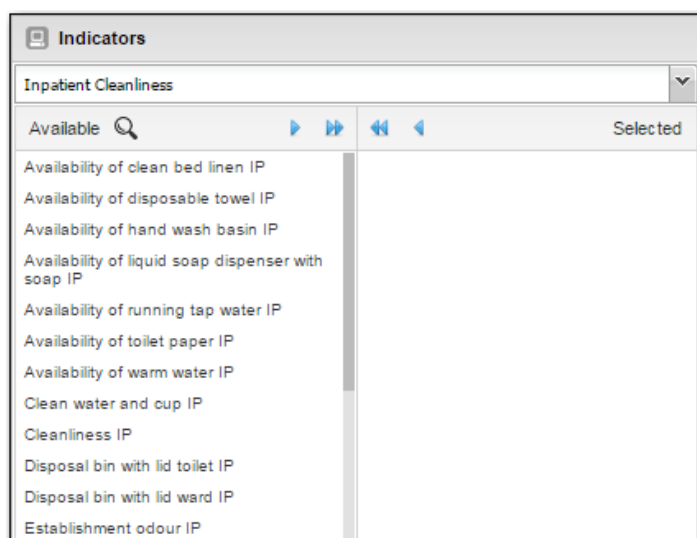 Indicators
Inpatient Cleanliness
Available Selected
Availability of clean bed linen IP
Availability of disposable towel IP
Availability of hand wash basin IP
Availability of liquid soap dispenser with
soap IP
Availability of running tap water IP
Availability of toilet paper IP
Availability of warm water IP
Clean water and cup IP
Cleanliness IP
Disposal bin with lid toilet IP
Disposal bin with lid ward IP
Establishment odour IP